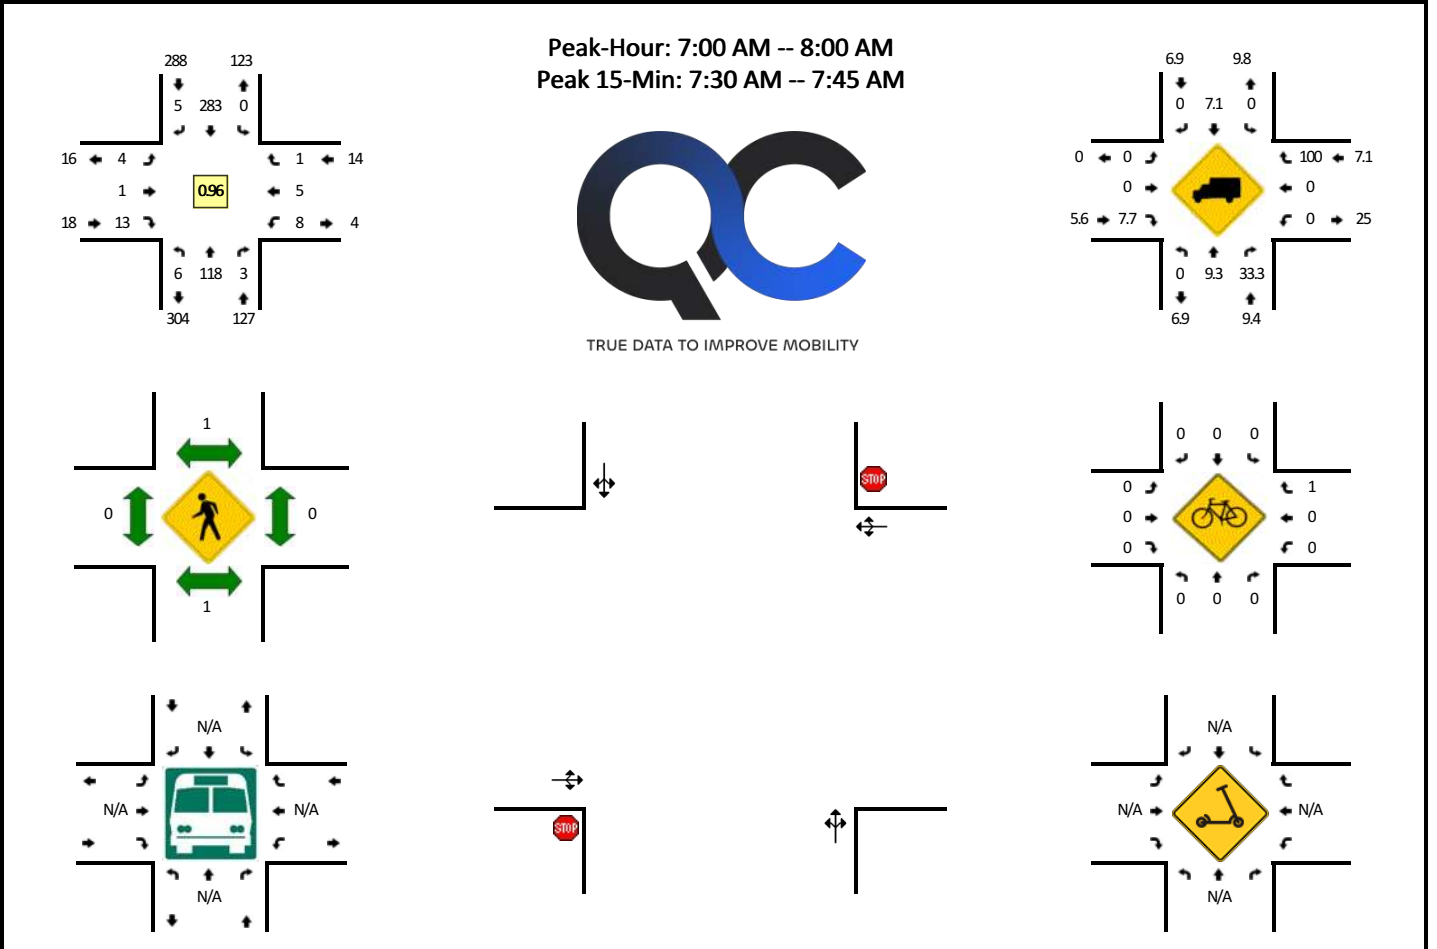 Peak-Hour: 7:00 AM -- 8:00 AM
Peak 15-Min: 7:30 AM -- 7:45 AM
288 123
5 283 0
16 4 1 14
1 0.96 5
18 13 8 4
6 118 3
304 127
TRUE DATA TO IMPROVE MOBILITY
6.9 9.8
0 7.1 0
0 0 100 7.1
0 0
5.6 7.7 0 25
0 9.3 33.3
6.9 9.4
1
0 0
1
STOP
STOP
0 0 0
0 1
0 0
0 0
0 0 0
N/A
N/A N/A
N/A
N/A
N/A N/A
N/A